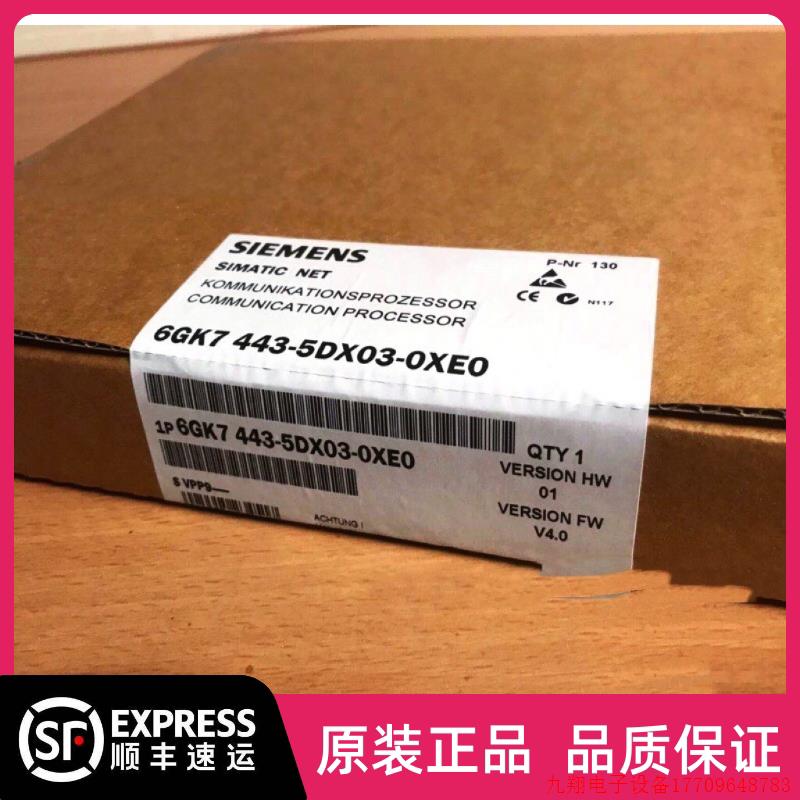 SIEMENS
SIMATIC NET
KOMMUNIKATIONSPROZESSOR
COMMUNICATION PROCESSOR
6GK7 443-5DX03-0XE0
P-Nr 130
CE N117
1P 6GK7 443-5DX03-0XE0
S VPP9
ACHTUNG !
QTY 1
VERSION HW
01
VERSION FW
V4.0
SF EXPRESS
顺丰速运
原装正品 品质保证
九翔电子设备17709648783